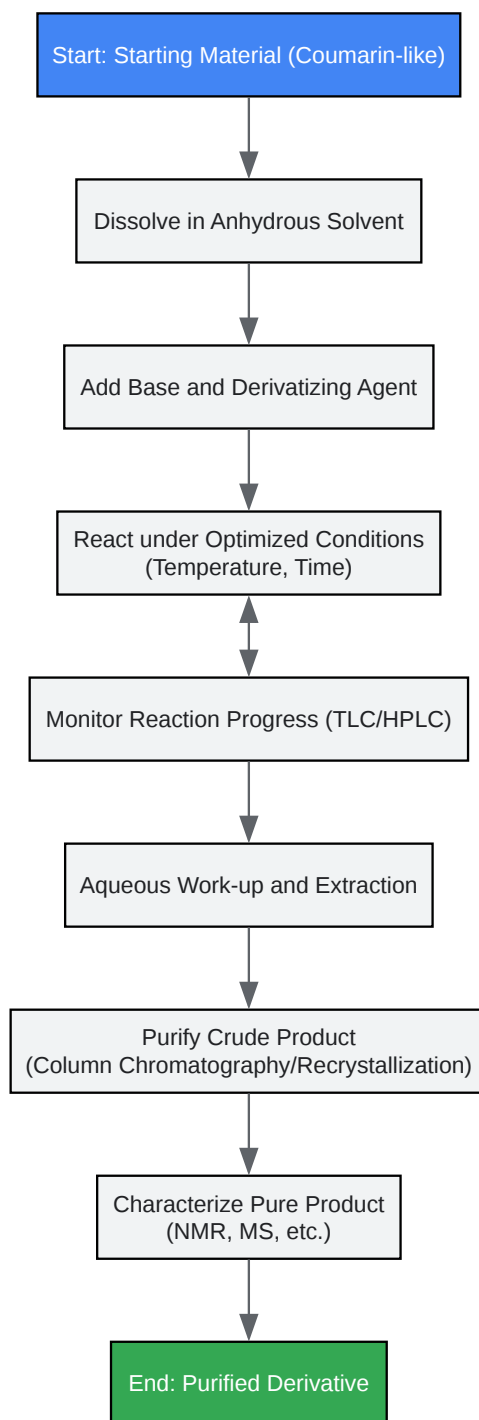 Start: Starting Material (Coumarin-like)
Dissolve in Anhydrous Solvent
Add Base and Derivatizing Agent
React under Optimized Conditions
(Temperature, Time)
Monitor Reaction Progress (TLC/HPLC)
Aqueous Work-up and Extraction
Purify Crude Product
(Column Chromatography/Recrystallization)
Characterize Pure Product
(NMR, MS, etc.)
End: Purified Derivative